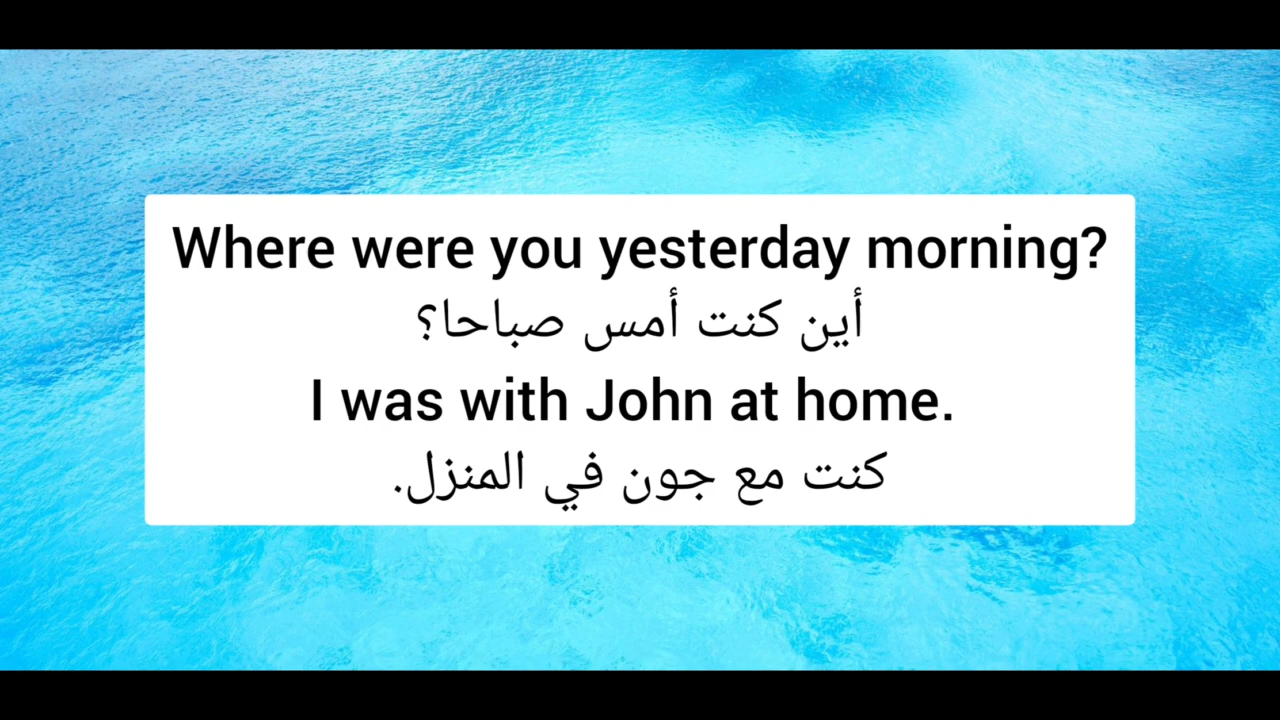 Where were you yesterday morning?
أين كنت أمس صباحا؟
I was with John at home.
كنت مع جون في المنزل.